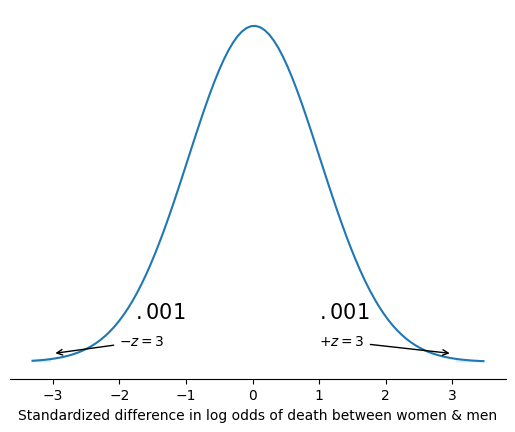 .001 .001
−z = 3 +z = 3
−3 −2 −1 0 1 2 3
Standardized difference in log odds of death between women & men